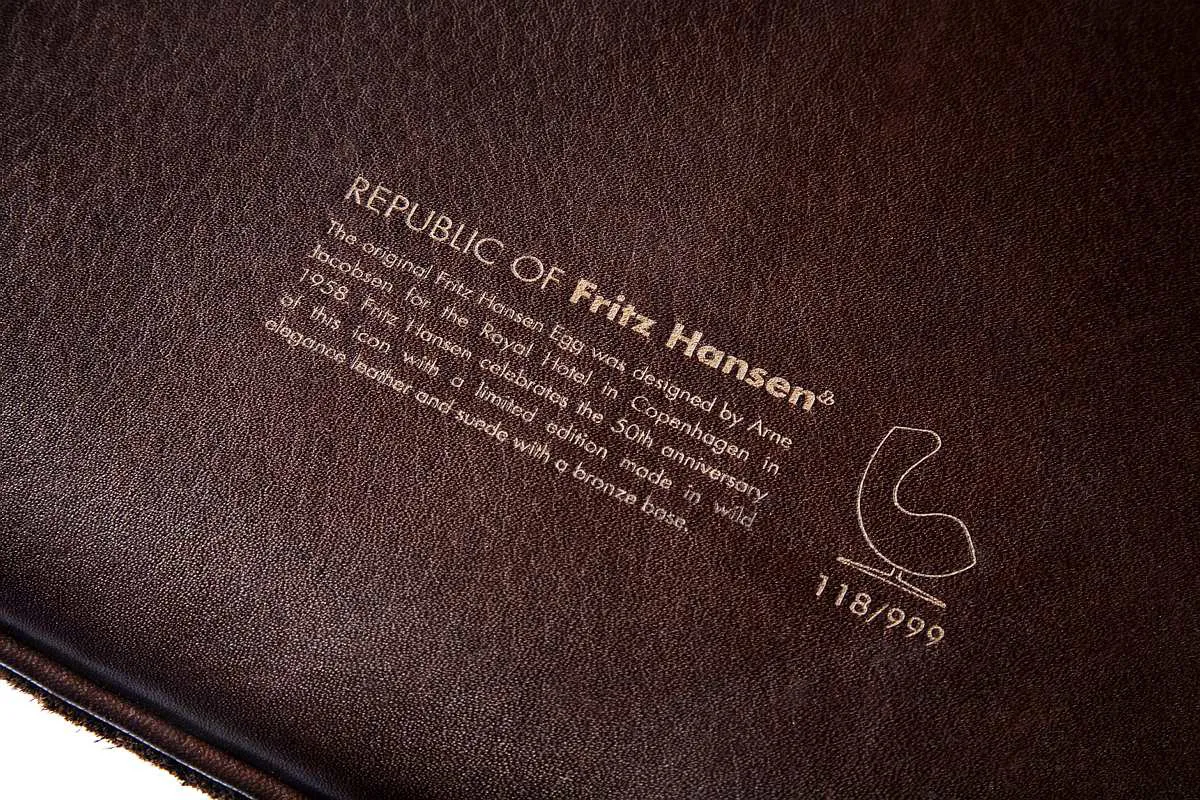 REPUBLIC OF Fritz Hansen
The original Fritz Hansen Egg was designed by Arne
Jacobsen for the Royal Hotel in Copenhagen in
1958. Fritz Hansen celebrates the 50th anniversary
of this icon with a limited edition made in wild
elegance leather and suede with a bronze base.
118/999